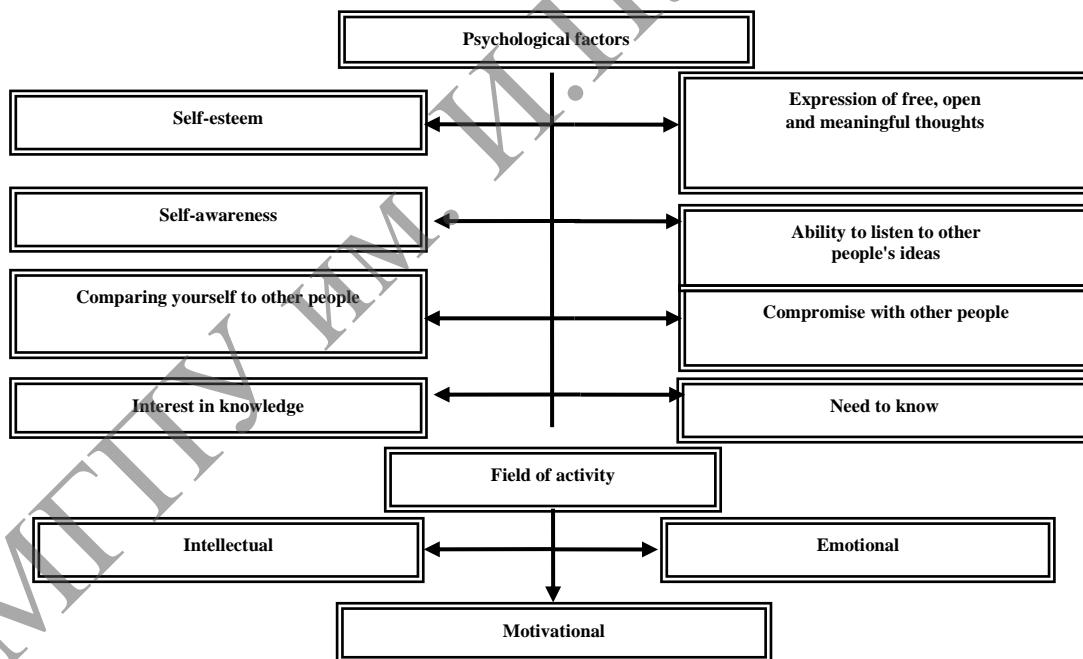 Psychological factors
Self-esteem
Expression of free, open
and meaningful thoughts
Self-awareness
Ability to listen to other
people's ideas
Comparing yourself to other people
Compromise with other people
Interest in knowledge
Need to know
Field of activity
Intellectual
Emotional
Motivational
МГПУ им. И.П.